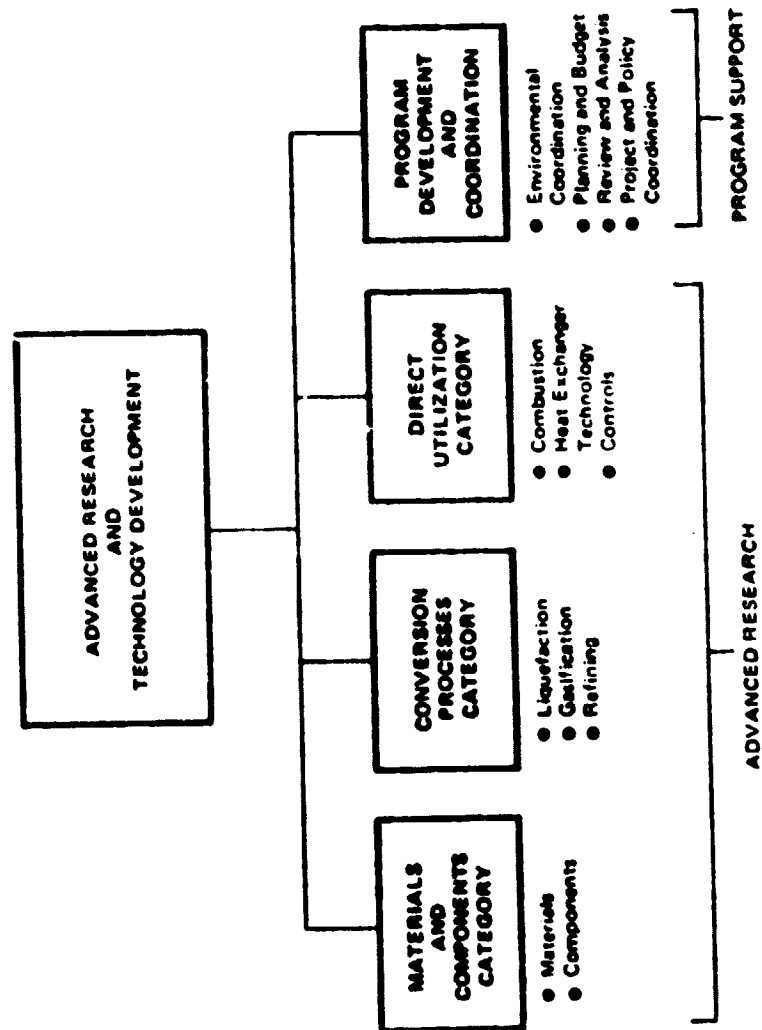 ADVANCED RESEARCH
AND
TECHNOLOGY DEVELOPMENT
MATERIALS
AND
COMPONENTS
CATEGORY
● Materials
● Components
CONVERSION
PROCESSES
CATEGORY
● Liquefaction
● Gasification
● Refining
DIRECT
UTILIZATION
CATEGORY
● Combustion
● Heat Exchanger
Technology
● Controls
PROGRAM
DEVELOPMENT
AND
COORDINATION
● Environmental
Coordination
● Planning and Budget
● Review and Analysis
● Project and Policy
Coordination
ADVANCED RESEARCH
PROGRAM SUPPORT